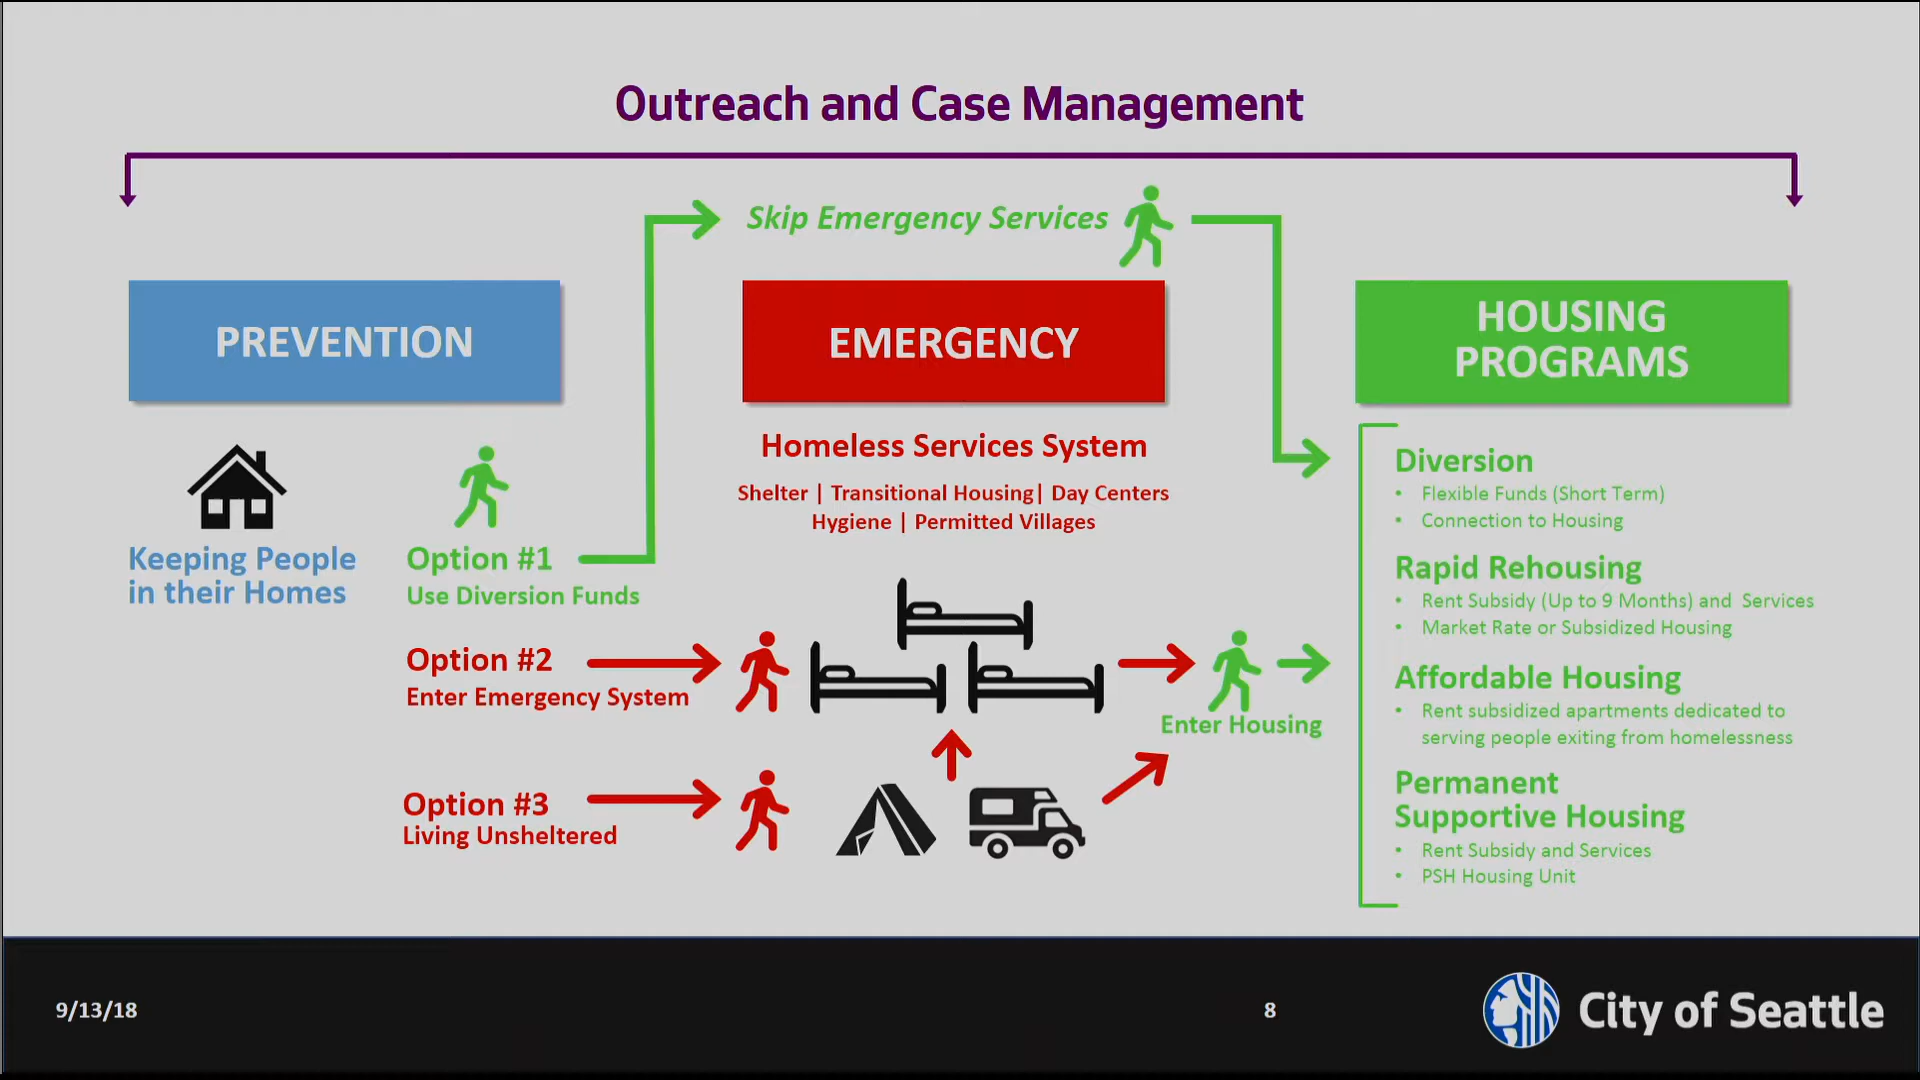 Outreach and Case Management
Skip Emergency Services
PREVENTION
EMERGENCY
HOUSING
PROGRAMS
Keeping People
in their Homes
Option #1
Use Diversion Funds
Option #2
Enter Emergency System
Option #3
Living Unsheltered
Homeless Services System
Shelter | Transitional Housing| Day Centers
Hygiene | Permitted Villages
Enter Housing
Diversion
• Flexible Funds (Short Term)
• Connection to Housing
Rapid Rehousing
• Rent Subsidy (Up to 9 Months) and Services
• Market Rate or Subsidized Housing
Affordable Housing
• Rent subsidized apartments dedicated to
serving people exiting from homelessness
Permanent
Supportive Housing
• Rent Subsidy and Services
• PSH Housing Unit
9/13/18
8
City of Seattle